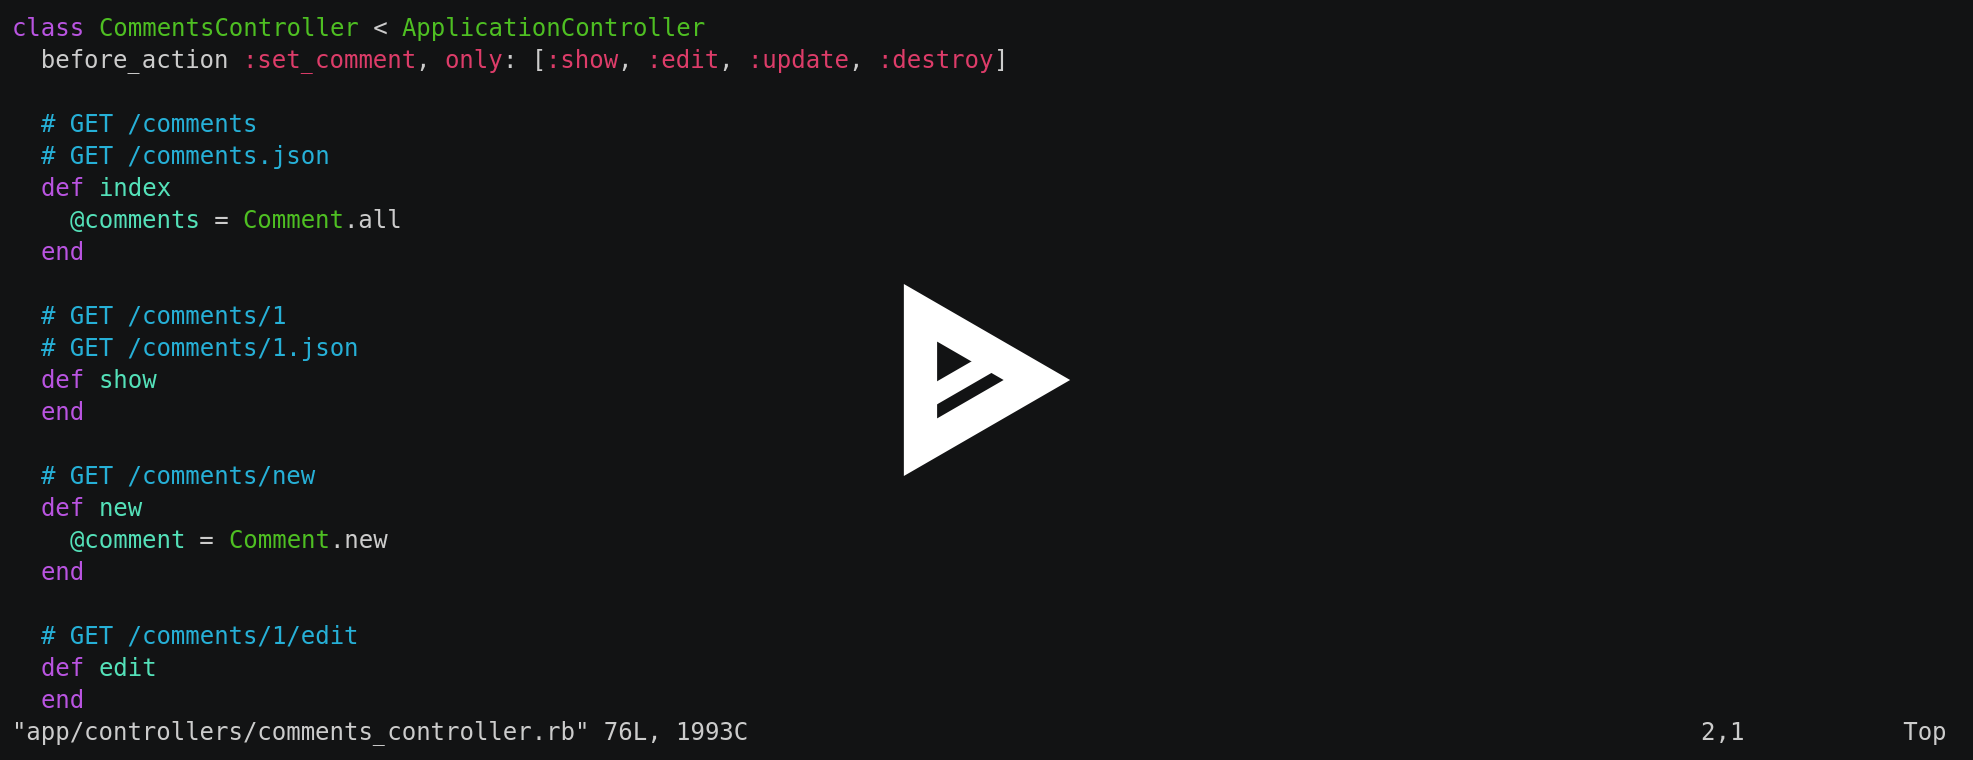 class CommentsController < ApplicationController
  before_action :set_comment, only: [:show, :edit, :update, :destroy]

  # GET /comments
  # GET /comments.json
  def index
    @comments = Comment.all
  end

  # GET /comments/1
  # GET /comments/1.json
  def show
  end

  # GET /comments/new
  def new
    @comment = Comment.new
  end

  # GET /comments/1/edit
  def edit
  end
"app/controllers/comments_controller.rb" 76L, 1993C 2,1 Top